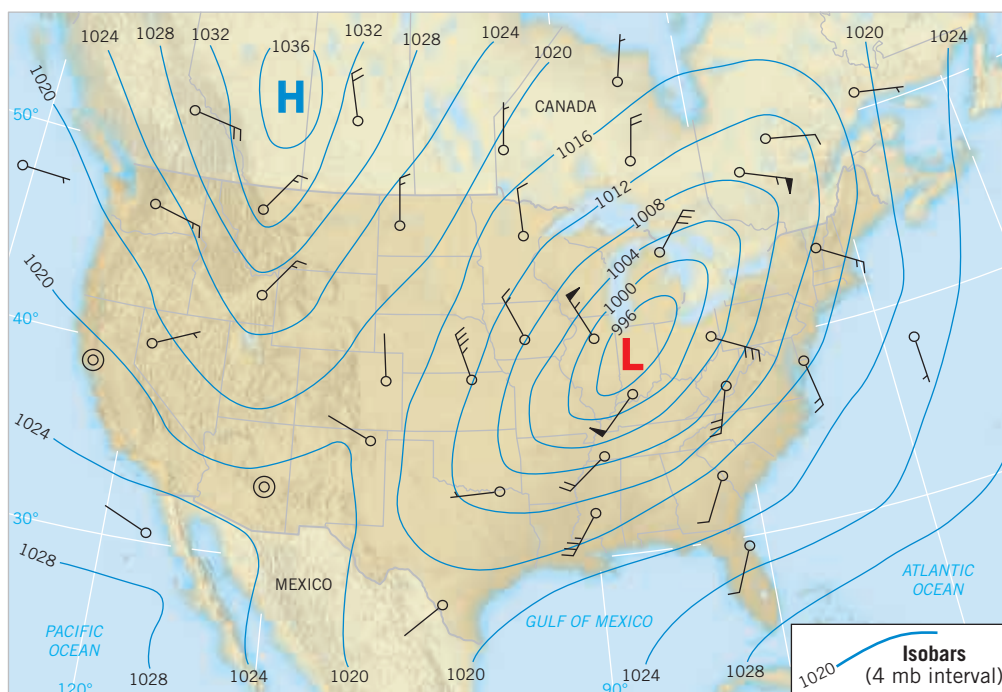 1024 1028 1032 1036 1032 1028 1024 1020 1020 1024
1020
H
CANADA
50°
1016
1012
1008
1004
1000
996
1020
40°
L
1024
30°
1028
MEXICO
ATLANTIC
OCEAN
GULF OF MEXICO
PACIFIC
OCEAN
120°
1028 1024 1020 1020 90° 1024 1028
1020
Isobars
(4 mb interval)